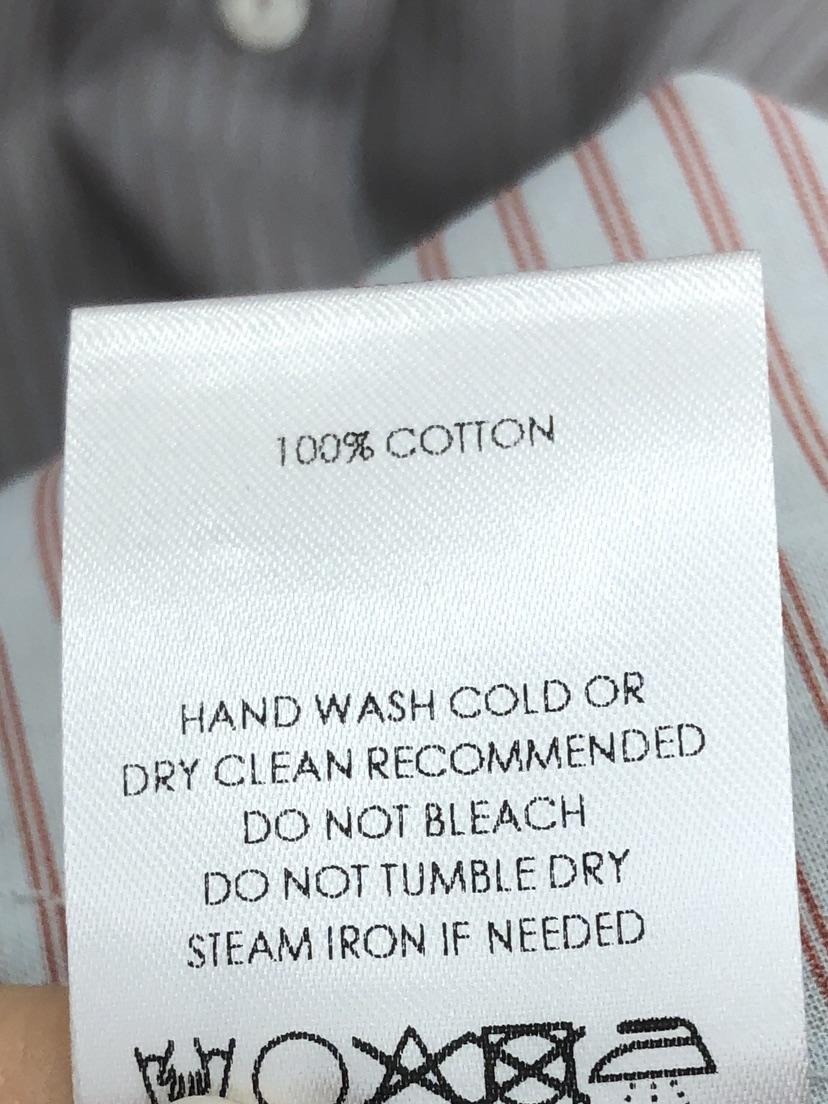 100% COTTON
HAND WASH COLD OR
DRY CLEAN RECOMMENDED
DO NOT BLEACH
DO NOT TUMBLE DRY
STEAM IRON IF NEEDED